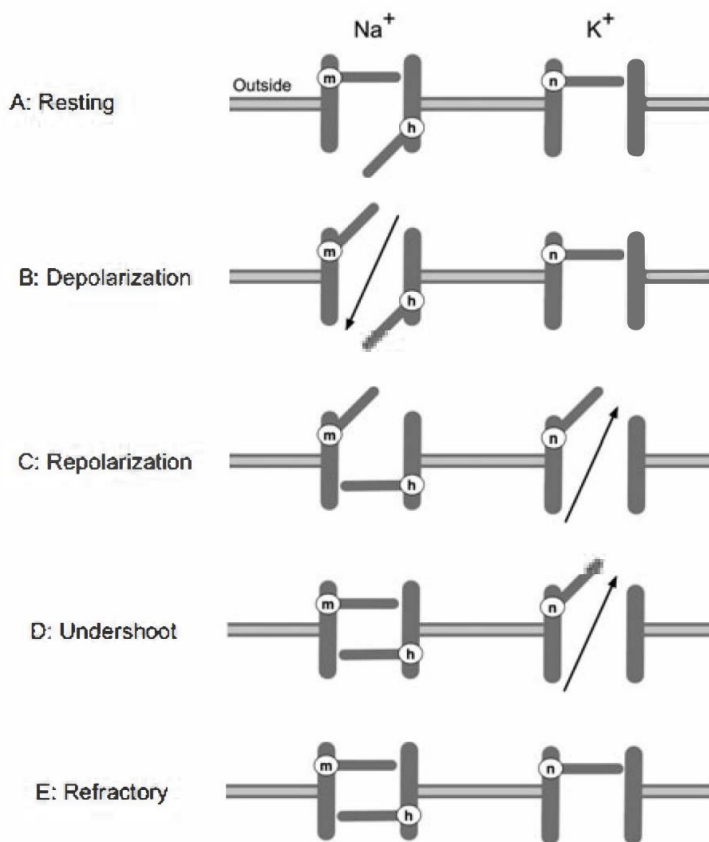 Na+ K+
Outside
A: Resting
m
h
n
B: Depolarization
m
h
n
C: Repolarization
m
h
n
D: Undershoot
m
h
n
E: Refractory
m
h
n